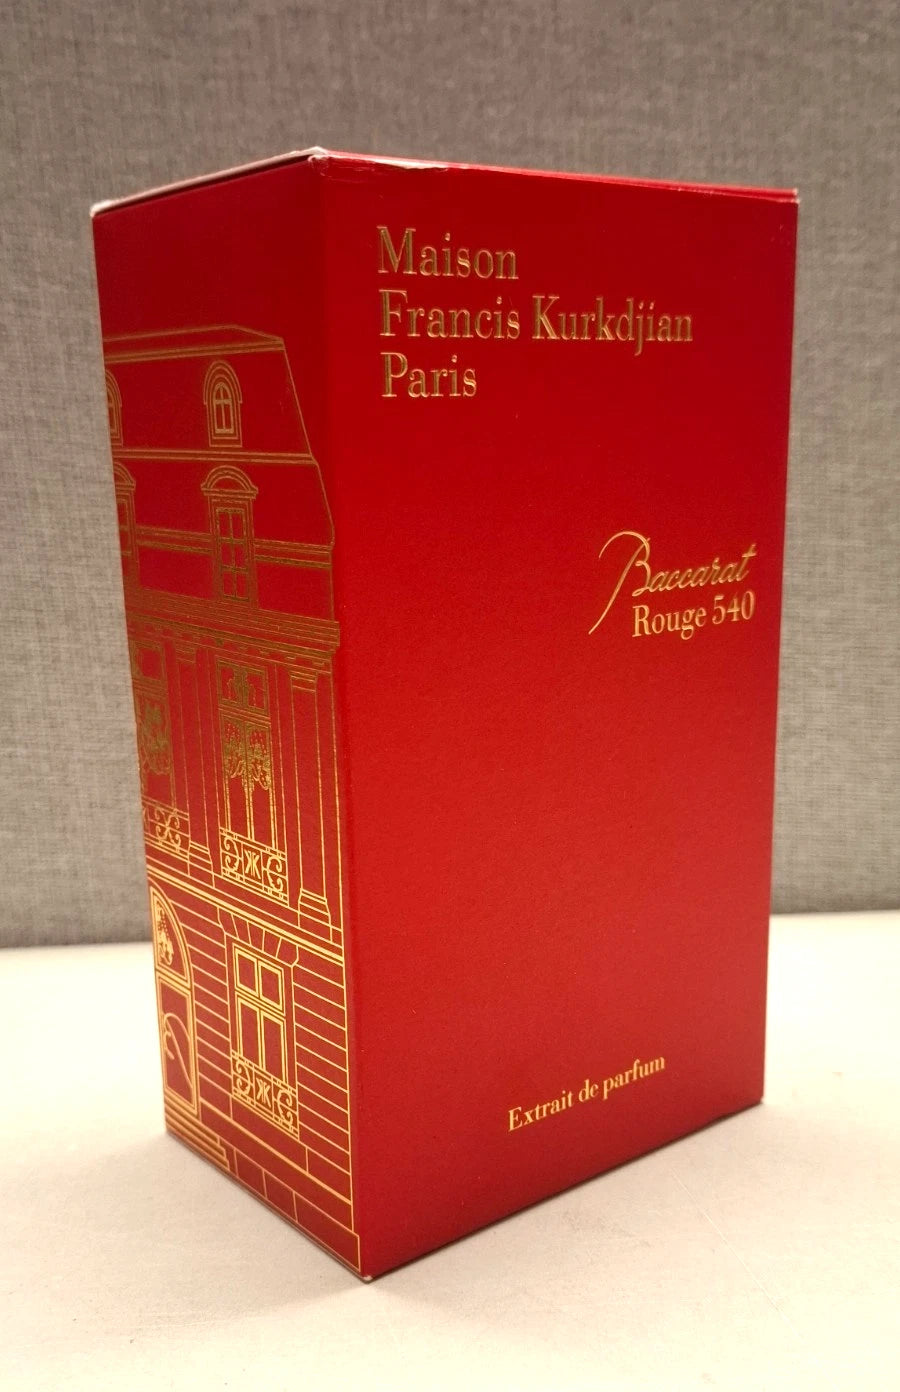 Maison
Francis Kurkdjian
Paris
Baccarat
Rouge 540
Extrait de parfum